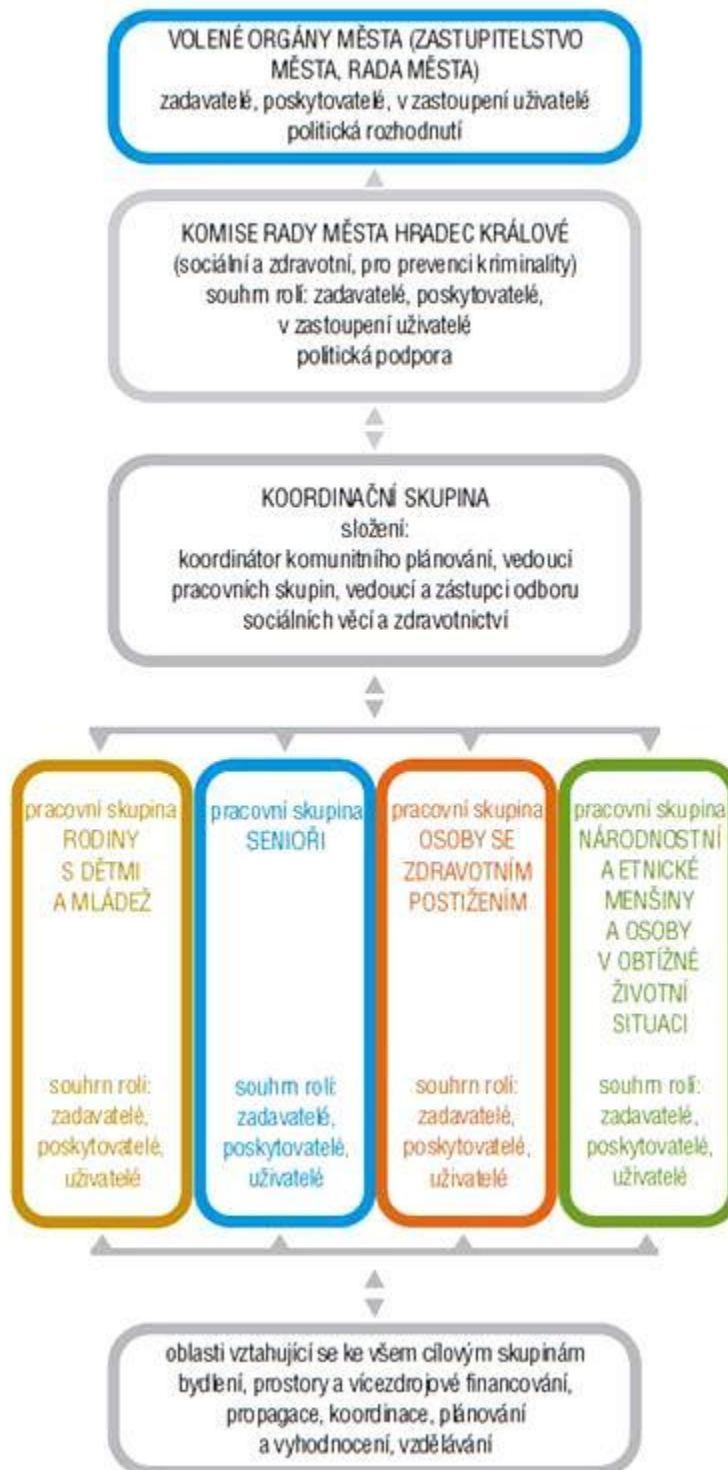 VOLENÉ ORGÁNY MĚSTA (ZASTUPITELSTVO
MĚSTA, RADA MĚSTA)
zadavatelé, poskytovatelé, v zastoupení uživatelé
politická rozhodnutí
KOMISE RADY MĚSTA HRADEC KRÁLOVÉ
(sociální a zdravotní, pro prevenci kriminality)
souhrn rolí: zadavatelé, poskytovatelé,
v zastoupení uživatelé
politická podpora
KOORDINAČNÍ SKUPINA
složení:
koordinátor komunitního plánování, vedoucí
pracovních skupin, vedoucí a zástupci odboru
sociálních věcí a zdravotnictví
pracovní skupina
RODINY
S DĚTMI
A MLÁDEŽ
souhrn rolí:
zadavatelé,
poskytovatelé,
uživatelé
pracovní skupina
SENIOŘI
souhrn rolí:
zadavatelé,
poskytovatelé,
uživatelé
pracovní skupina
OSOBY SE
ZDRAVOTNÍM
POSTIŽENÍM
souhrn rolí:
zadavatelé,
poskytovatelé,
uživatelé
pracovní skupina
NÁRODNOSTNÍ
A ETNICKÉ
MENŠINY
A OSOBY
V OBTÍŽNÉ
ŽIVOTNÍ
SITUACI
souhrn rolí:
zadavatelé,
poskytovatelé,
uživatelé
oblasti vztahující se ke všem cílovým skupinám
bydlení, prostory a vícezdrojové financování,
propagace, koordinace, plánování
a vyhodnocení, vzdělávání